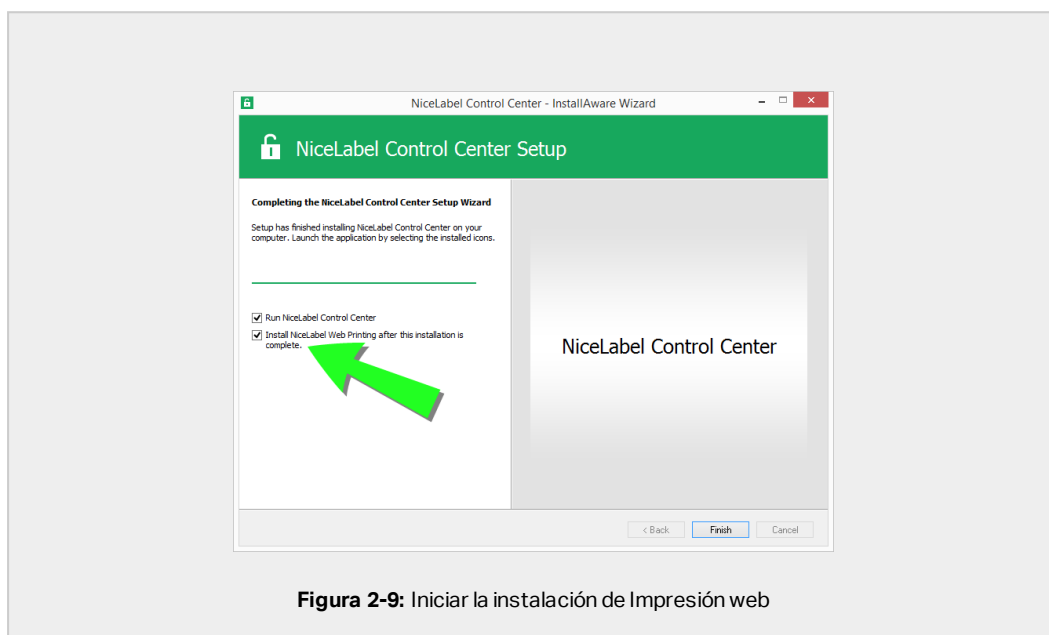 NiceLabel Control Center - InstallAware Wizard
NiceLabel Control Center Setup
Completing the NiceLabel Control Center Setup Wizard
Setup has finished installing NiceLabel Control Center on your
computer. Launch the application by selecting the installed icons.
Run NiceLabel Control Center
Install NiceLabel Web Printing after this installation is
complete.
NiceLabel Control Center
< Back
Finish
Cancel
Figura 2-9: Iniciar la instalación de Impresión web